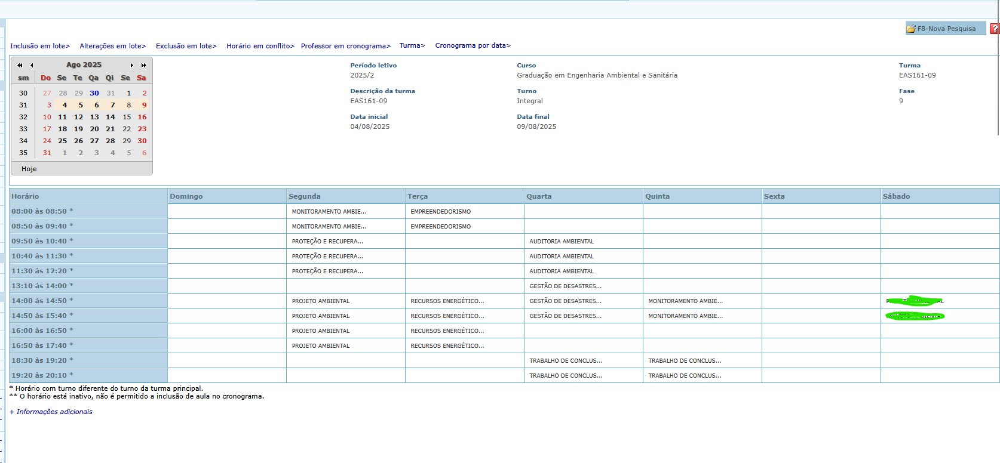 F8-Nova Pesquisa
?
Inclusão em lote> Alterações em lote> Exclusão em lote> Horário em conflito> Professor em cronograma> Turma> Cronograma por data>
Ago 2025
sm Do Se Te Qa Qi Se Sa
30 27 28 29 30 31 1 2
31 3 4 5 6 7 8 9
32 10 11 12 13 14 15 16
33 17 18 19 20 21 22 23
34 24 25 26 27 28 29 30
35 31 1 2 3 4 5 6
Hoje
Período letivo Curso Turma
2025/2 Graduação em Engenharia Ambiental e Sanitária EAS161-09
Descrição da turma Turno Fase
EAS161-09 Integral 9
Data inicial Data final
04/08/2025 09/08/2025
Horário Domingo Segunda Terça Quarta Quinta Sexta Sábado
08:00 às 08:50 * MONITORAMENTO AMBIE... EMPREENDEDORISMO
08:50 às 09:40 * MONITORAMENTO AMBIE... EMPREENDEDORISMO
09:50 às 10:40 * PROTEÇÃO E RECUPERA... AUDITORIA AMBIENTAL
10:40 às 11:30 * PROTEÇÃO E RECUPERA... AUDITORIA AMBIENTAL
11:30 às 12:20 * PROTEÇÃO E RECUPERA... AUDITORIA AMBIENTAL
13:10 às 14:00 * GESTÃO DE DESASTRES...
14:00 às 14:50 * PROJETO AMBIENTAL RECURSOS ENERGÉTICO... GESTÃO DE DESASTRES... MONITORAMENTO AMBIE...
14:50 às 15:40 * PROJETO AMBIENTAL RECURSOS ENERGÉTICO... GESTÃO DE DESASTRES... MONITORAMENTO AMBIE...
16:00 às 16:50 * PROJETO AMBIENTAL RECURSOS ENERGÉTICO...
16:50 às 17:40 * PROJETO AMBIENTAL RECURSOS ENERGÉTICO...
18:30 às 19:20 * TRABALHO DE CONCLUS... TRABALHO DE CONCLUS...
19:20 às 20:10 * TRABALHO DE CONCLUS... TRABALHO DE CONCLUS...
* Horário com turno diferente do turno da turma principal.
** O horário está inativo, não é permitido a inclusão de aula no cronograma.
+ Informações adicionais